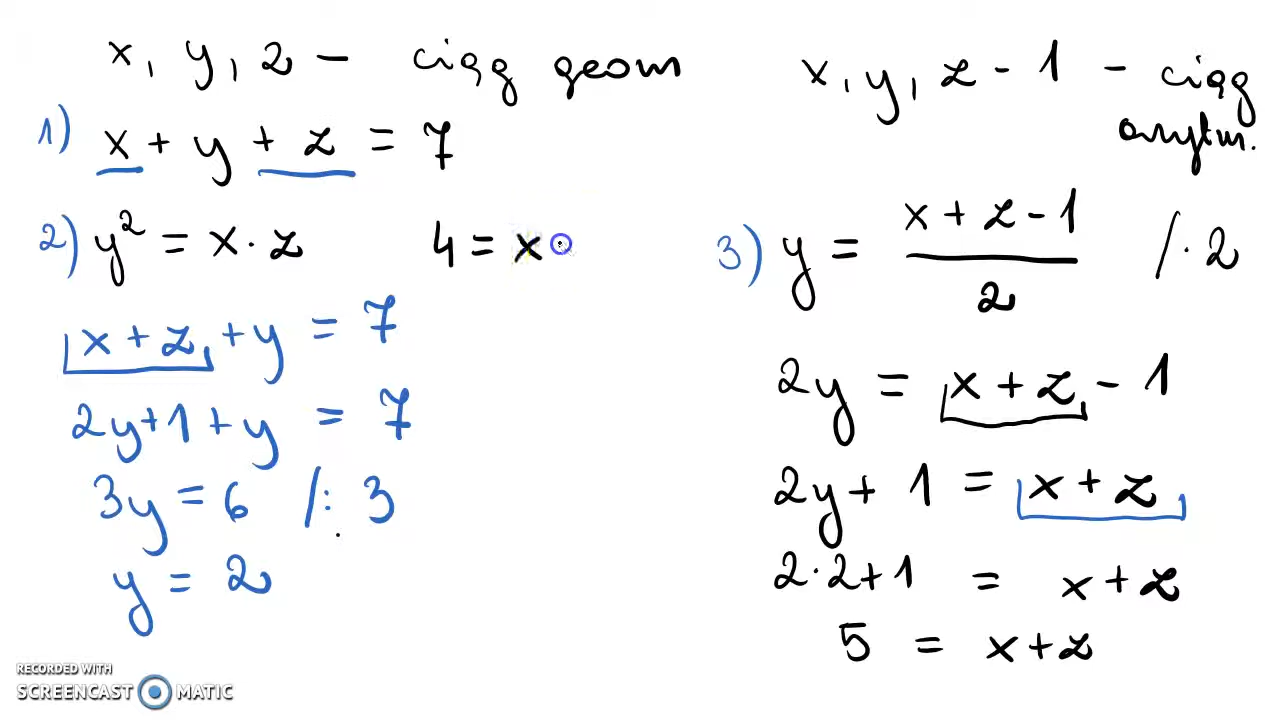 x, y, z – ciąg geom
1) x + y + z = 7
2) y² = x · z
4 = x
x + z + y = 7
2y + 1 + y = 7
3y = 6 /: 3
y = 2
x, y, z - 1 – ciąg
arytm.
3) y = (x + z - 1)/2 /· 2
2y = x + z - 1
2y + 1 = x + z
2·2+1 = x + z
5 = x + z
RECORDED WITH
SCREENCAST MATIC